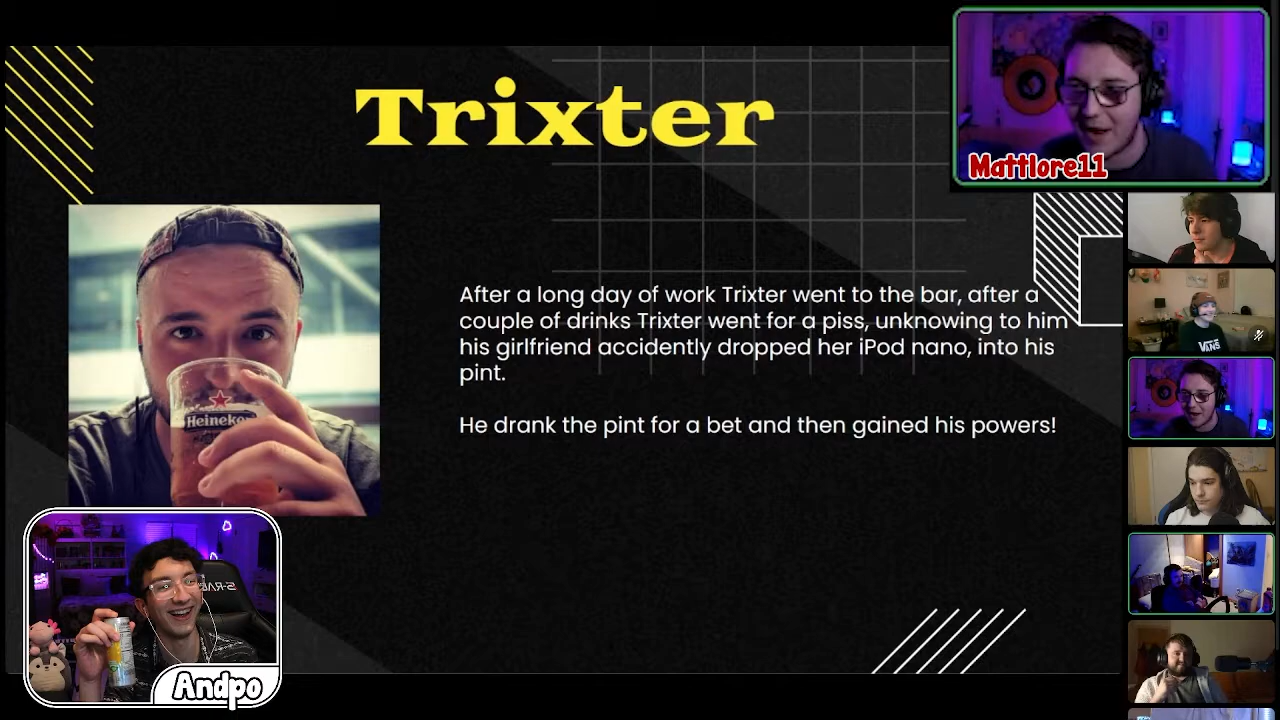 Trixter
Mattlore11
After a long day of work Trixter went to the bar, after a
couple of drinks Trixter went for a piss, unknowing to him
his girlfriend accidently dropped her iPod nano, into his
pint.
He drank the pint for a bet and then gained his powers!
Heineken
VANS
Andpo